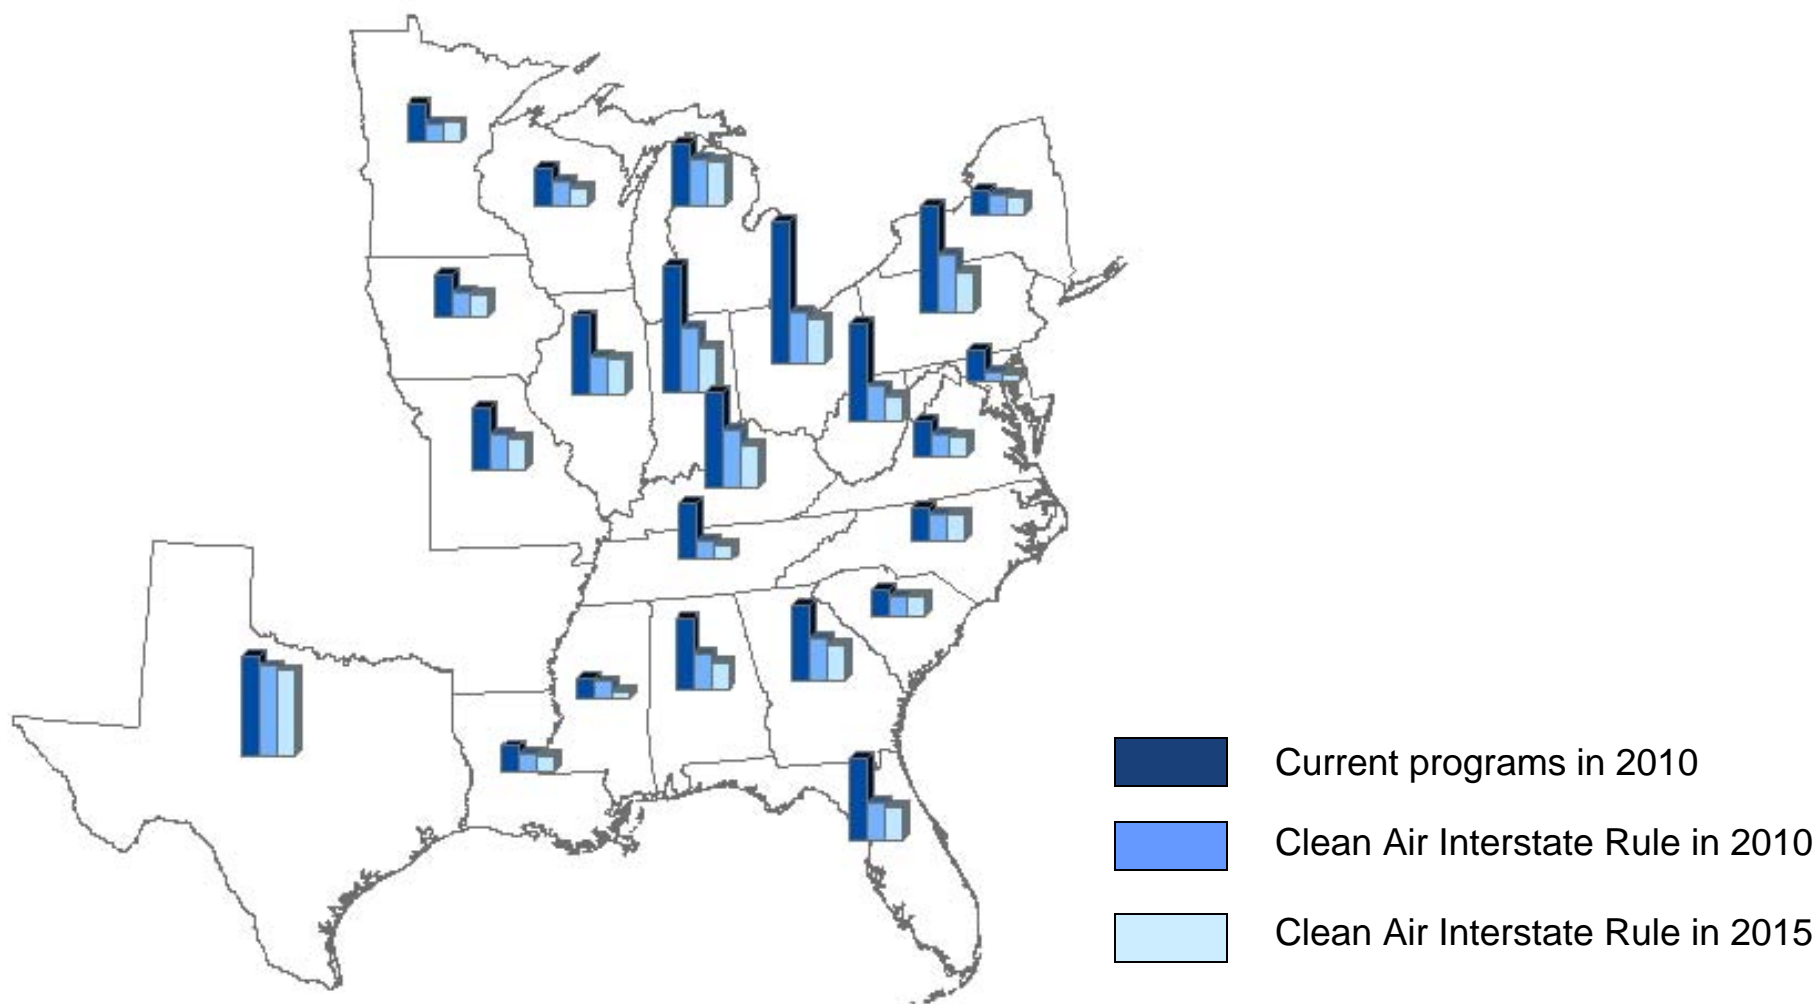 Current programs in 2010
Clean Air Interstate Rule in 2010
Clean Air Interstate Rule in 2015